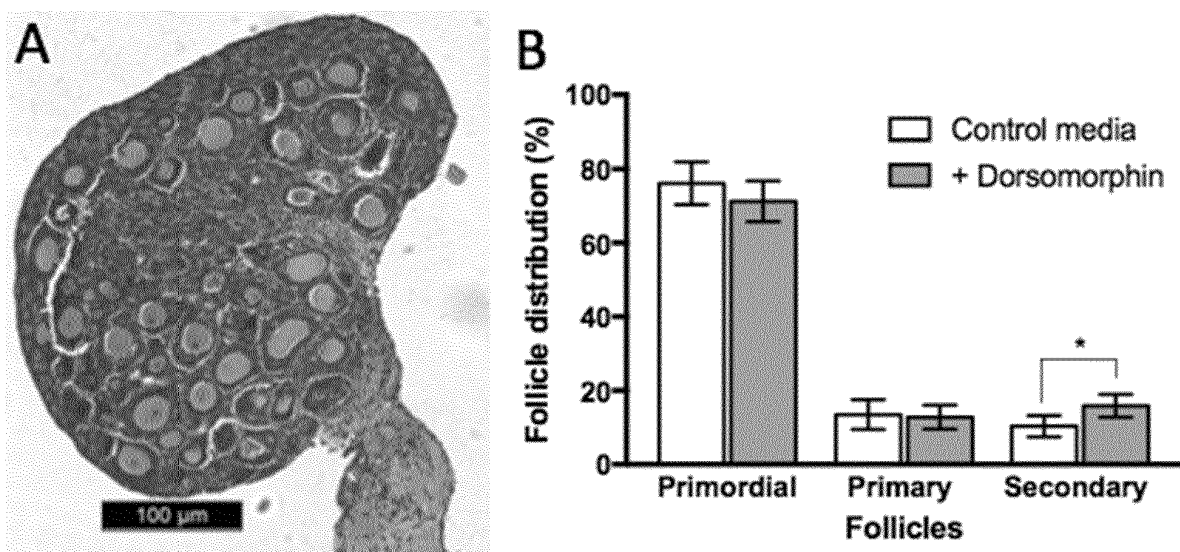 A
100 µm
B
Follicle distribution (%)
100
80
60
40
20
0
Control media
+ Dorsomorphin
*
Primordial
Primary
Secondary
Follicles